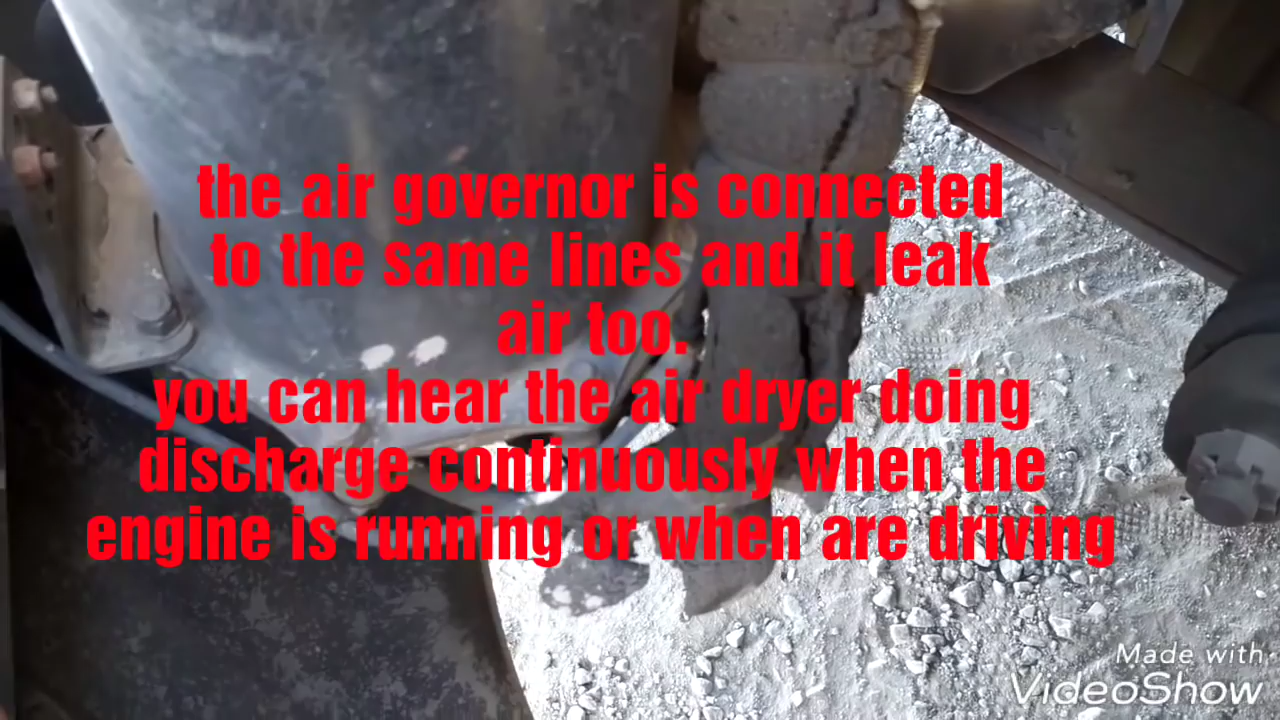 the air governor is connected
to the same lines and it leak
air too.
you can hear the air dryer doing
discharge continuously when the
engine is running or when are driving
Made with
VideoShow